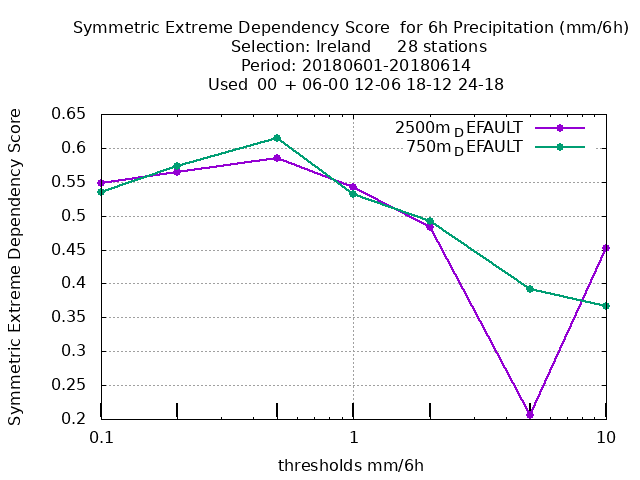 Symmetric Extreme Dependency Score  for 6h Precipitation (mm/6h)
Selection: Ireland     28 stations
Period: 20180601-20180614
Used  00 + 06-00 12-06 18-12 24-18
2500m_DEFAULT
750m_DEFAULT
Symmetric Extreme Dependency Score
0.65
0.6
0.55
0.5
0.45
0.4
0.35
0.3
0.25
0.2
0.1 1 10
thresholds mm/6h